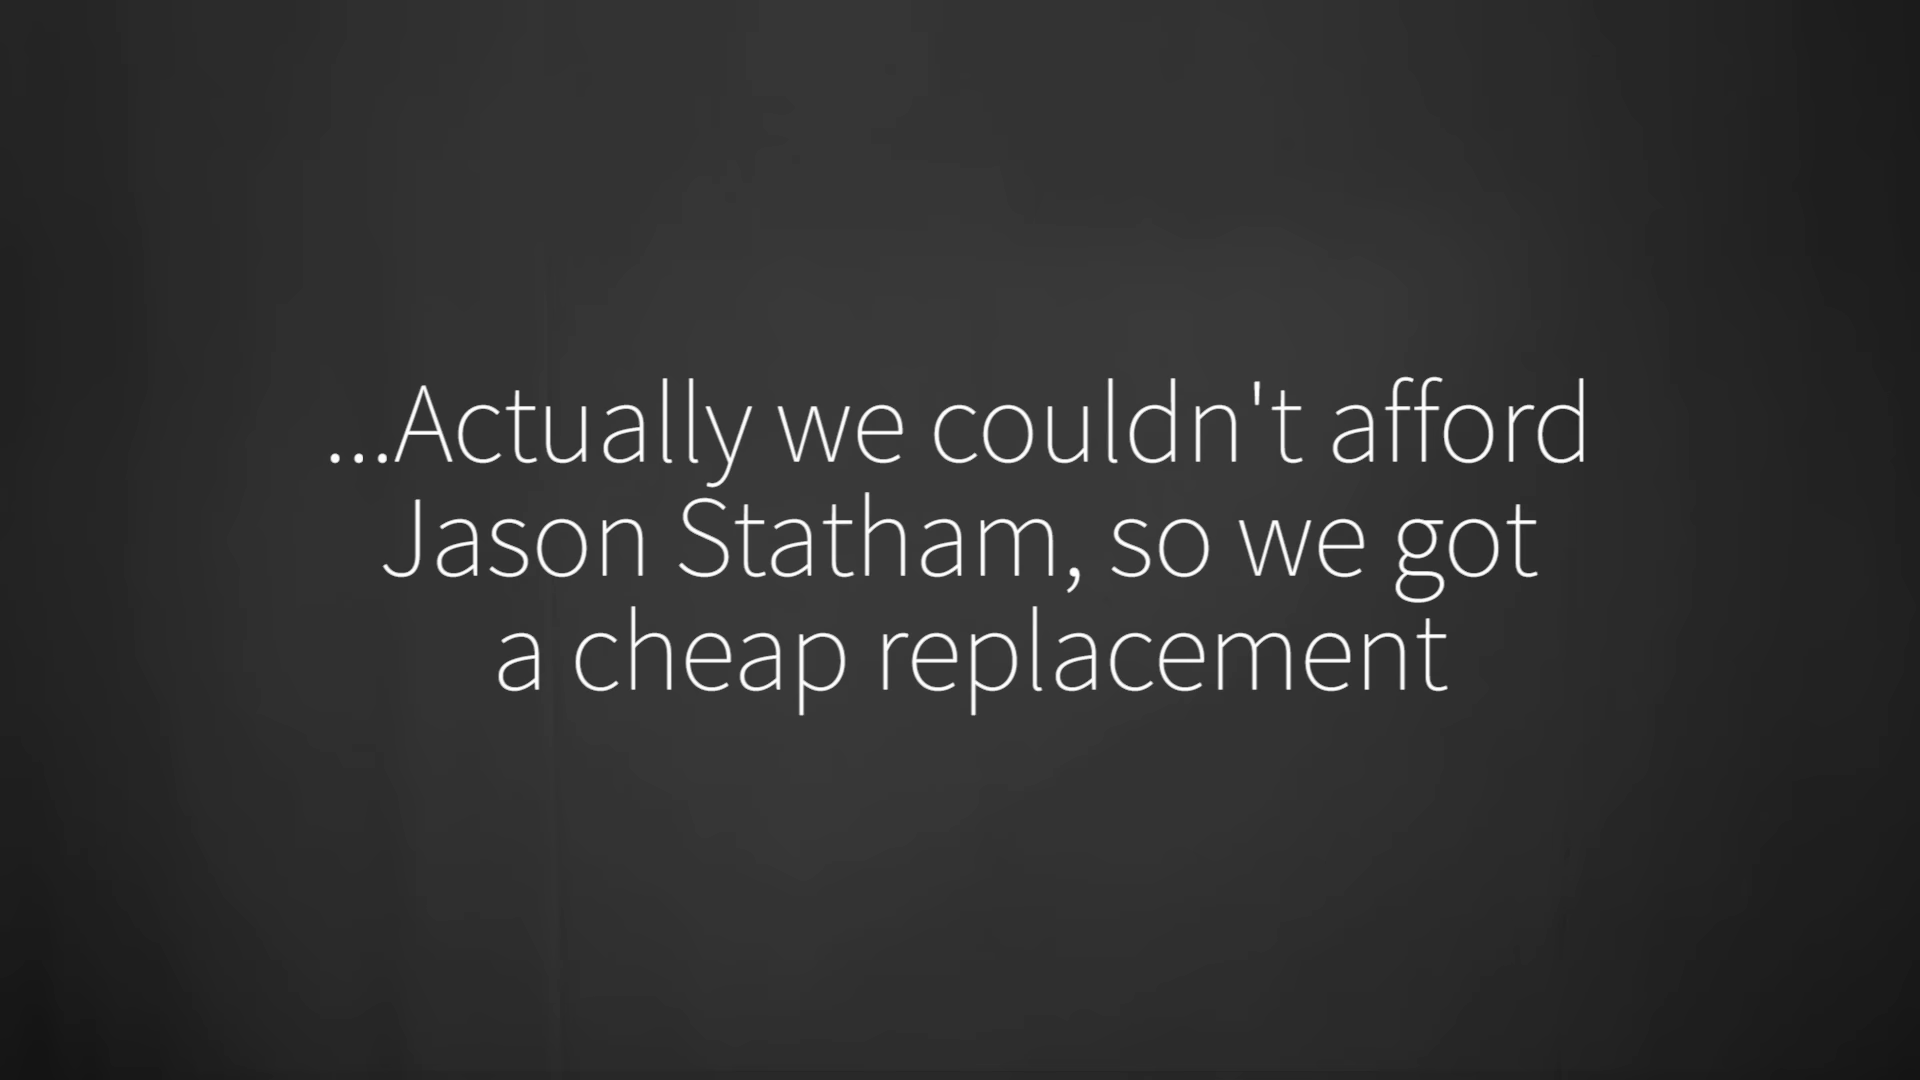 ...Actually we couldn't afford
Jason Statham, so we got
a cheap replacement